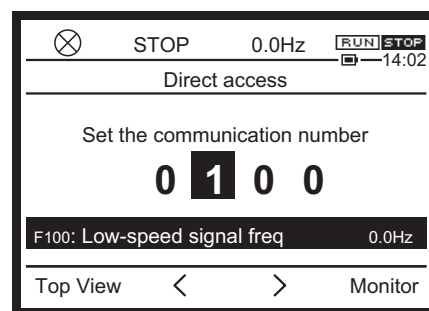 STOP 0.0Hz RUN STOP
14:02
Direct access
Set the communication number
0 1 0 0
F100: Low-speed signal freq 0.0Hz
Top View < > Monitor